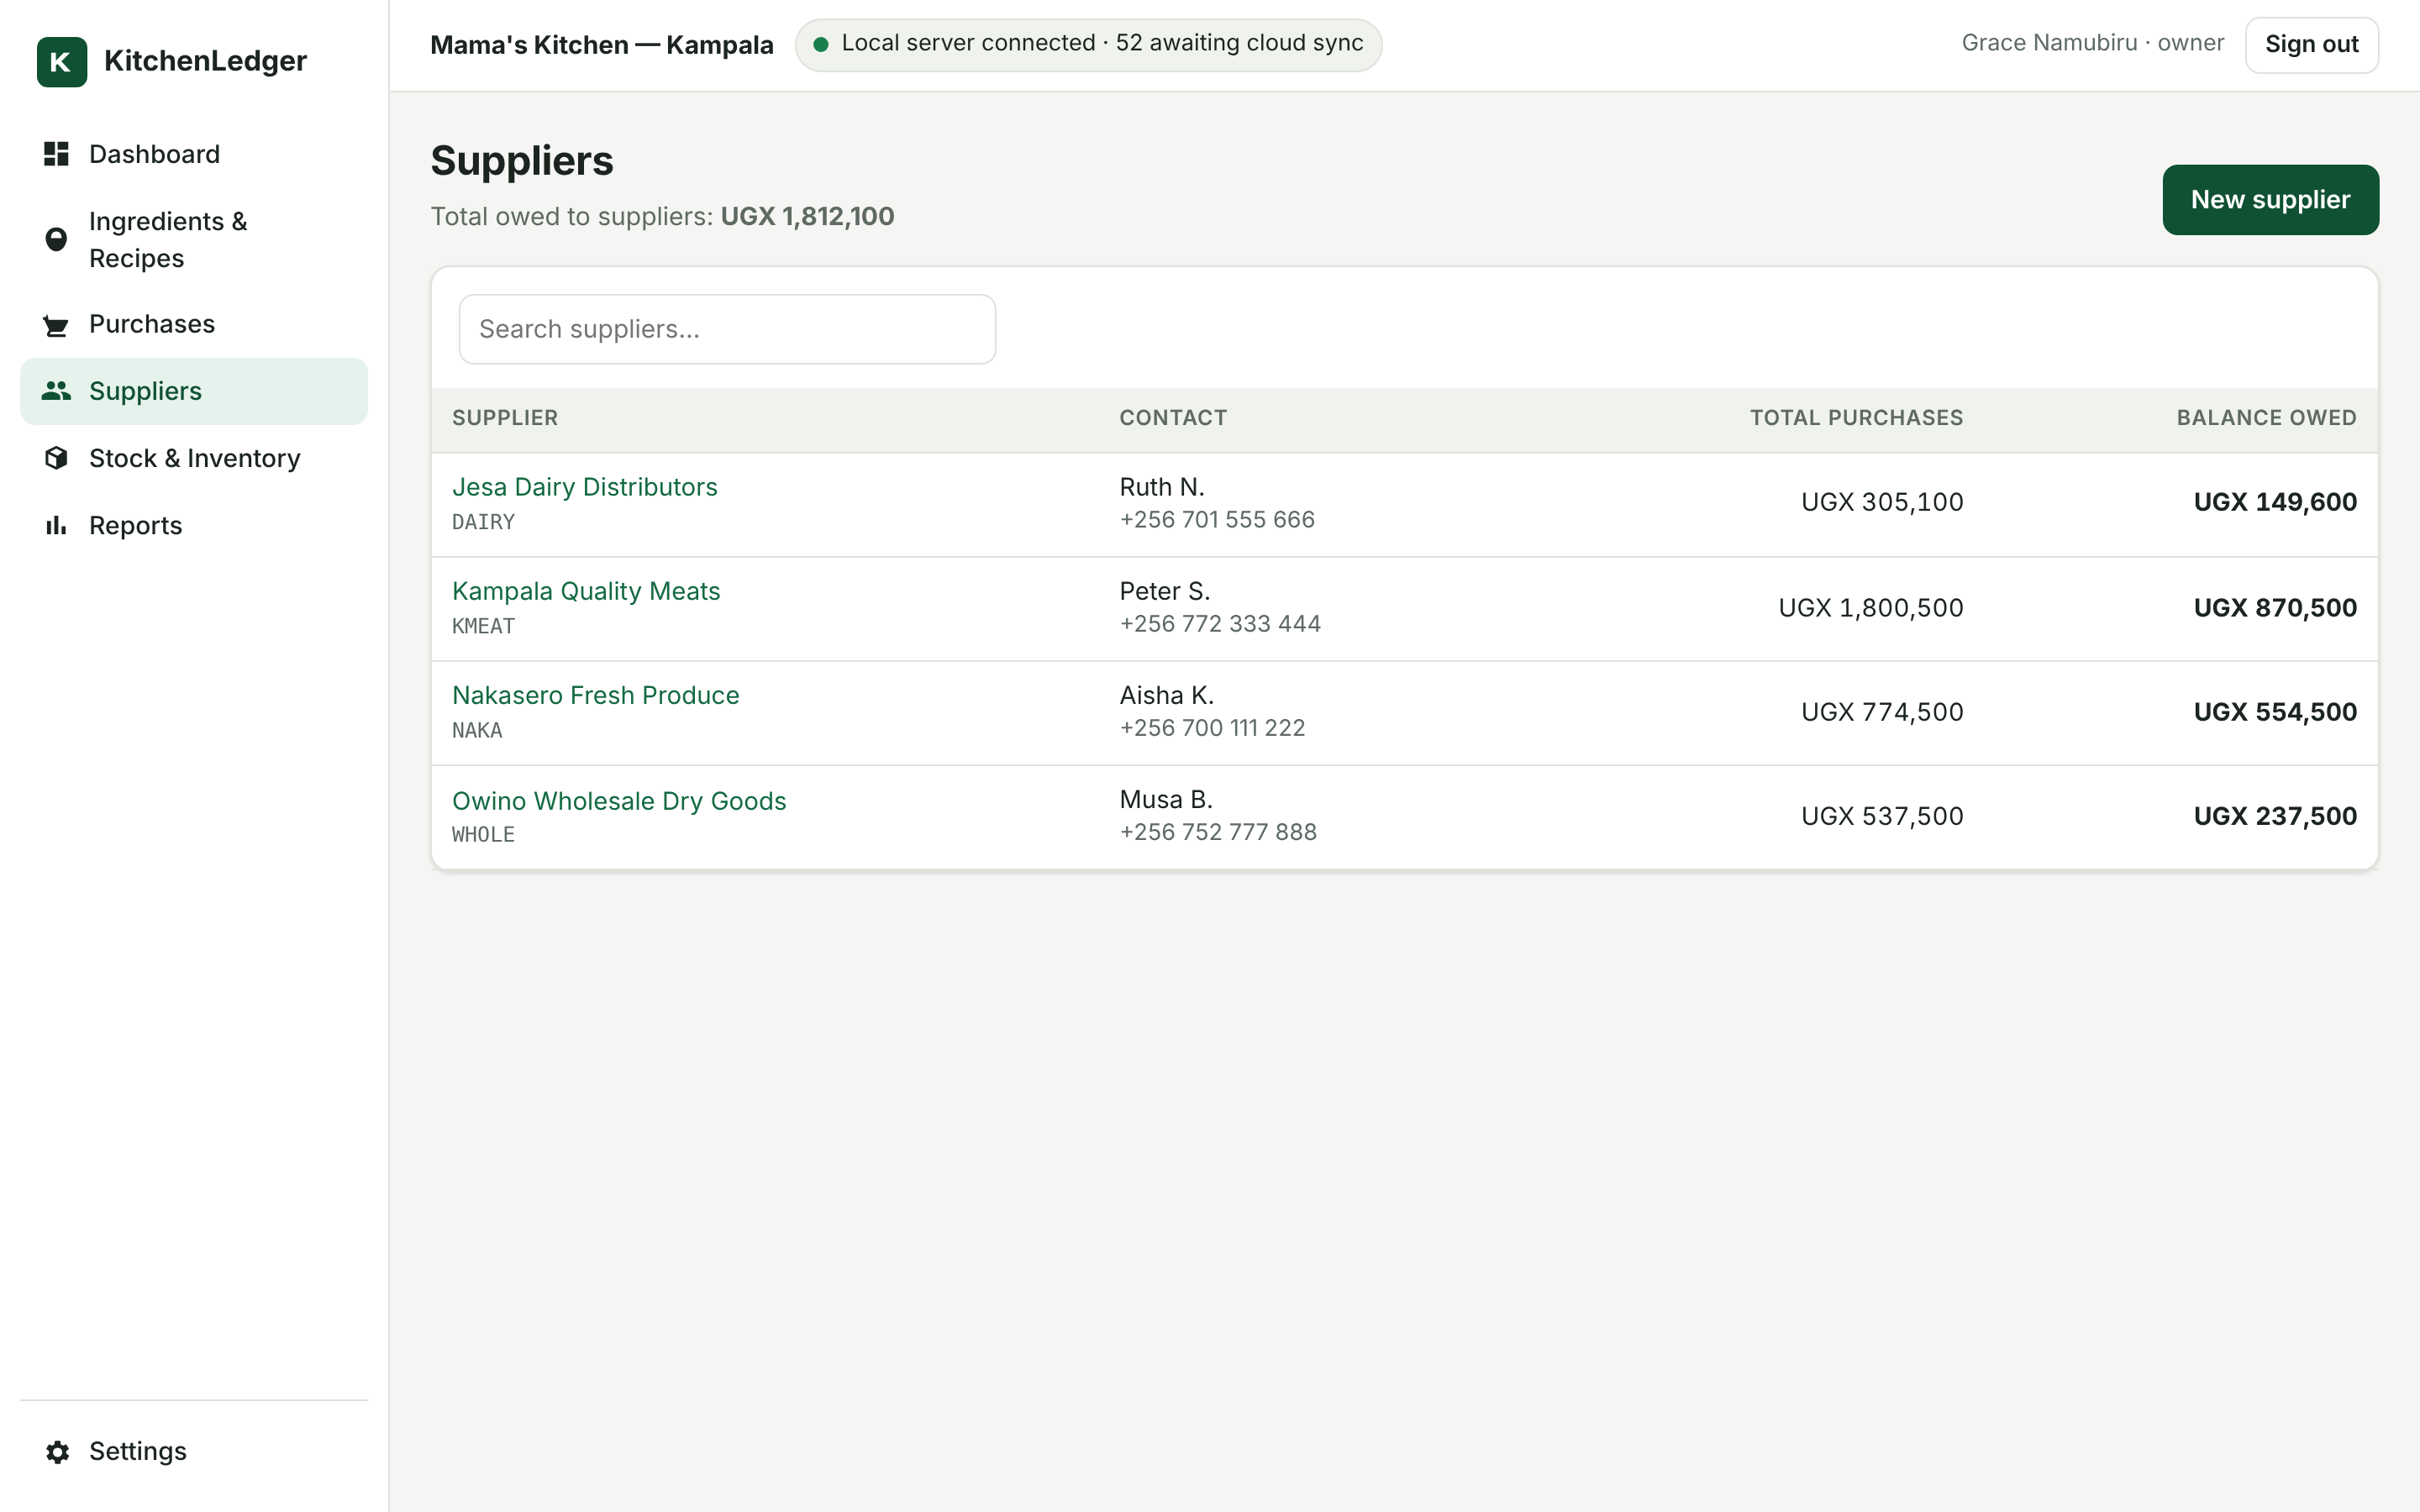 K KitchenLedger
Dashboard
Ingredients &
Recipes
Purchases
Suppliers
Stock & Inventory
Reports
Settings
Mama's Kitchen — Kampala
Local server connected · 52 awaiting cloud sync
Grace Namubiru · owner
Sign out
Suppliers
Total owed to suppliers: UGX 1,812,100
New supplier
Search suppliers...
SUPPLIER CONTACT TOTAL PURCHASES BALANCE OWED
Jesa Dairy Distributors
DAIRY
Ruth N.
+256 701 555 666
UGX 305,100
UGX 149,600
Kampala Quality Meats
KMEAT
Peter S.
+256 772 333 444
UGX 1,800,500
UGX 870,500
Nakasero Fresh Produce
NAKA
Aisha K.
+256 700 111 222
UGX 774,500
UGX 554,500
Owino Wholesale Dry Goods
WHOLE
Musa B.
+256 752 777 888
UGX 537,500
UGX 237,500